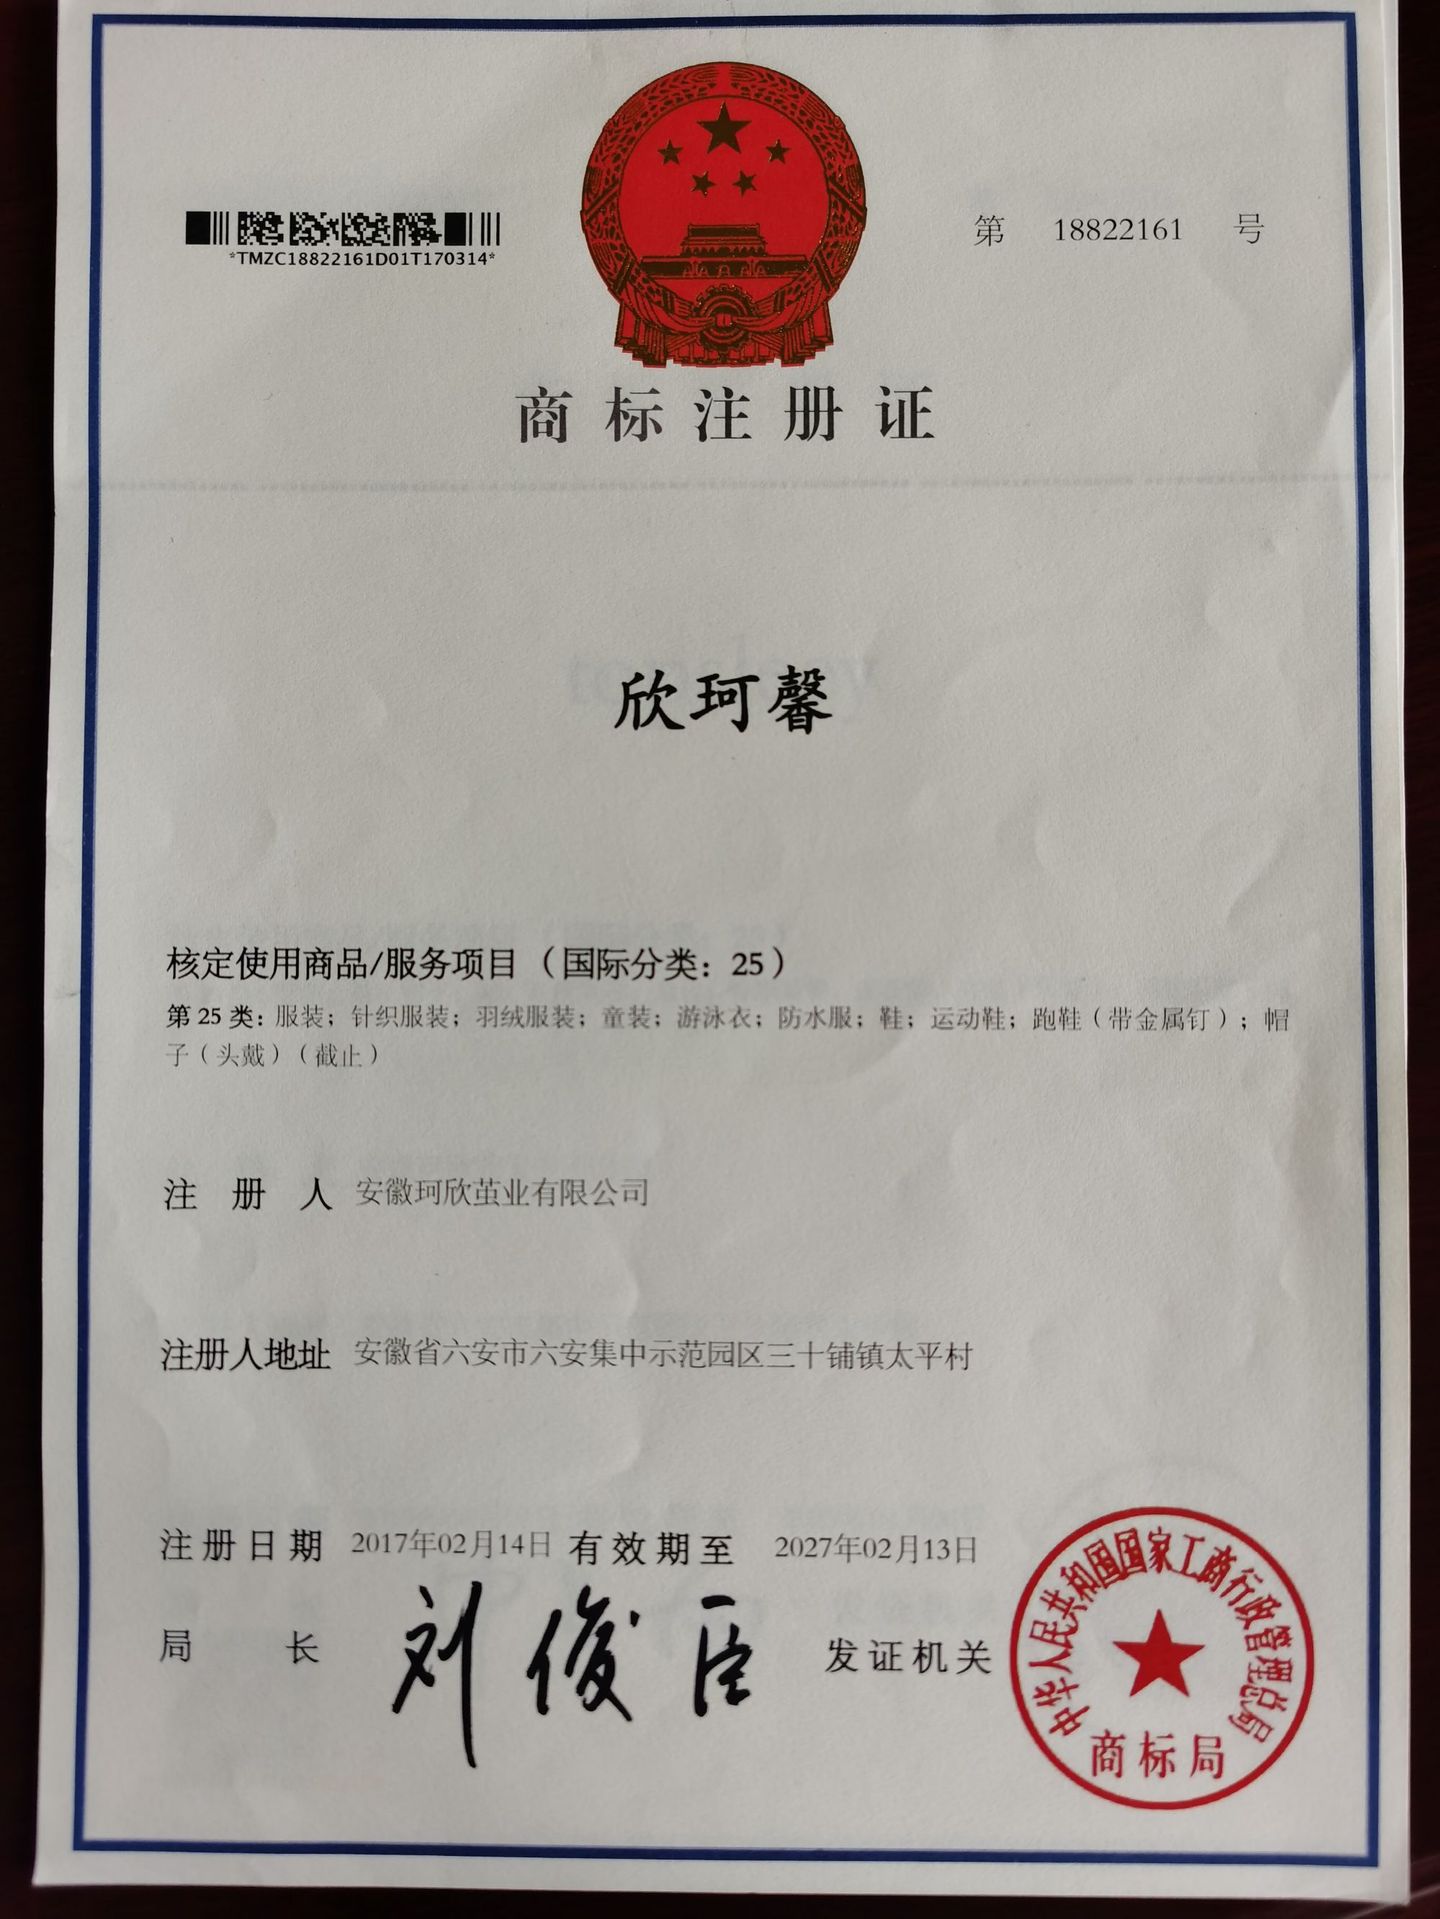 *TMZC18822161D01T170314*
第 18822161 号
商标注册证
欣珂馨
核定使用商品/服务项目（国际分类：25）
第 25 类：服装；针织服装；羽绒服装；童装；游泳衣；防水服；鞋；运动鞋；跑鞋（带金属钉）；帽
子（头戴）（截止）
注册人 安徽珂欣茧业有限公司
注册人地址 安徽省六安市六安集中示范园区三十铺镇太平村
注册日期 2017年02月14日 有效期至 2027年02月13日
局长 刘俊臣 发证机关
中华人民共和国国家工商行政管理总局
商标局